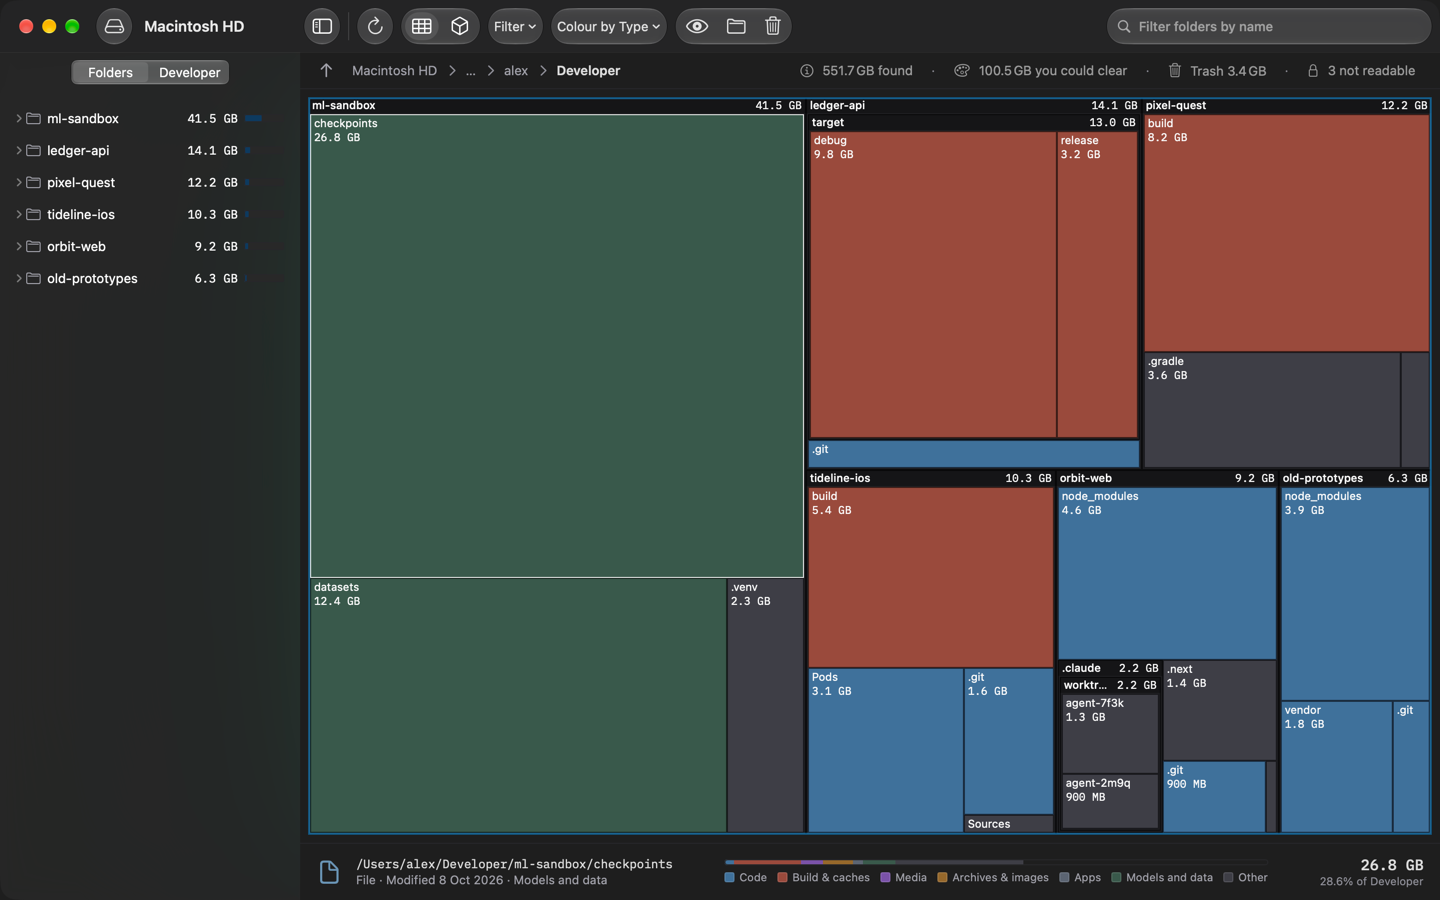 Macintosh HD
Filter
Colour by Type
Filter folders by name
Folders
Developer
Macintosh HD
...
alex
Developer
551.7 GB found
·
100.5 GB you could clear
·
Trash 3.4 GB
·
3 not readable
ml-sandbox 41.5 GB
ledger-api 14.1 GB
pixel-quest 12.2 GB
tideline-ios 10.3 GB
orbit-web 9.2 GB
old-prototypes 6.3 GB
ml-sandbox 41.5 GB
checkpoints
26.8 GB
datasets
12.4 GB
.venv
2.3 GB
ledger-api 14.1 GB
target 13.0 GB
debug
9.8 GB
release
3.2 GB
.git
pixel-quest 12.2 GB
build
8.2 GB
.gradle
3.6 GB
tideline-ios 10.3 GB
build
5.4 GB
Pods
3.1 GB
.git
1.6 GB
Sources
orbit-web 9.2 GB
node_modules
4.6 GB
.claude 2.2 GB
worktr... 2.2 GB
agent-7f3k
1.3 GB
agent-2m9q
900 MB
.next
1.4 GB
.git
900 MB
old-prototypes 6.3 GB
node_modules
3.9 GB
vendor
1.8 GB
.git
/Users/alex/Developer/ml-sandbox/checkpoints
File · Modified 8 Oct 2026 · Models and data
Code
Build & caches
Media
Archives & images
Apps
Models and data
Other
26.8 GB
28.6% of Developer